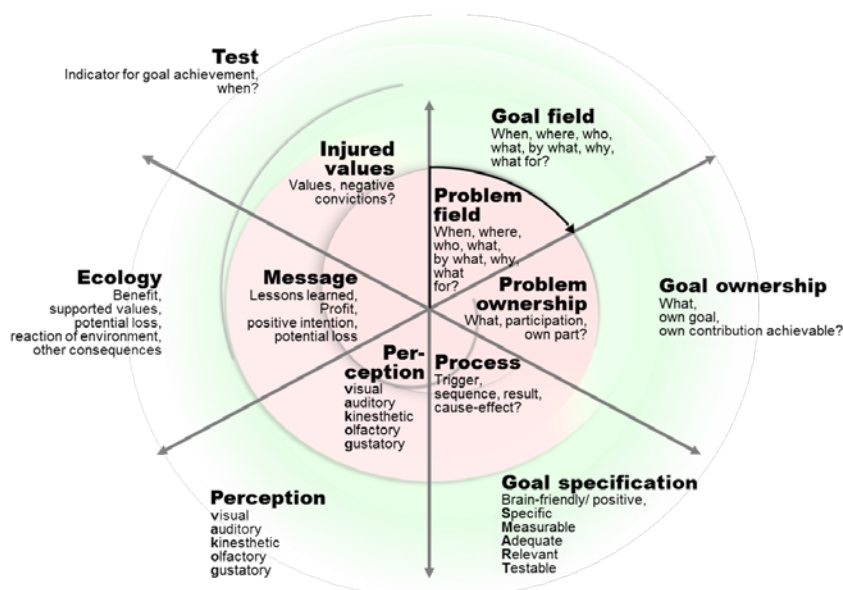 Test
Indicator for goal achievement,
when?
Goal field
When, where, who,
what, by what, why,
what for?
Injured
values
Values, negative
convictions?
Problem
field
When, where,
who, what,
by what, why,
what
for?
Ecology
Benefit,
supported values,
potential loss,
reaction of environment,
other consequences
Message
Lessons learned,
Profit,
positive intention,
potential loss
Problem
ownership
What, participation,
own part?
Goal ownership
What,
own goal,
own contribution achievable?
Per-
ception
visual
auditory
kinesthetic
olfactory
gustatory
Process
Trigger,
sequence, result,
cause-effect?
Perception
visual
auditory
kinesthetic
olfactory
gustatory
Goal specification
Brain-friendly/ positive,
Specific
Measurable
Adequate
Relevant
Testable